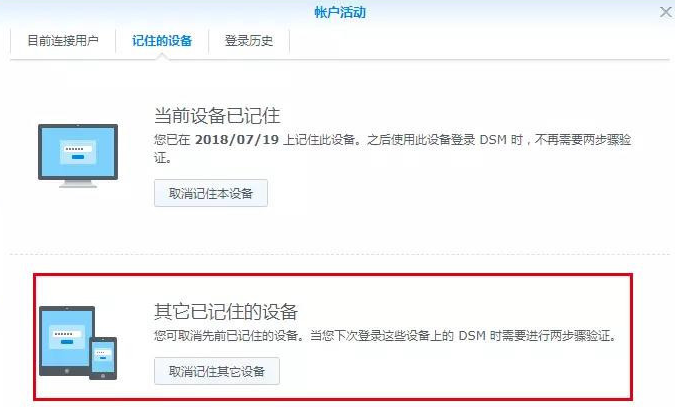 帐户活动
目前连接用户 记住的设备 登录历史
当前设备已记住
您已在 2018/07/19 上记住此设备。之后使用此设备登录 DSM 时，不再需要两步骤验
证。
取消记住本设备
其它已记住的设备
您可取消先前已记住的设备。当您下次登录这些设备上的 DSM 时需要进行两步骤验证。
取消记住其它设备